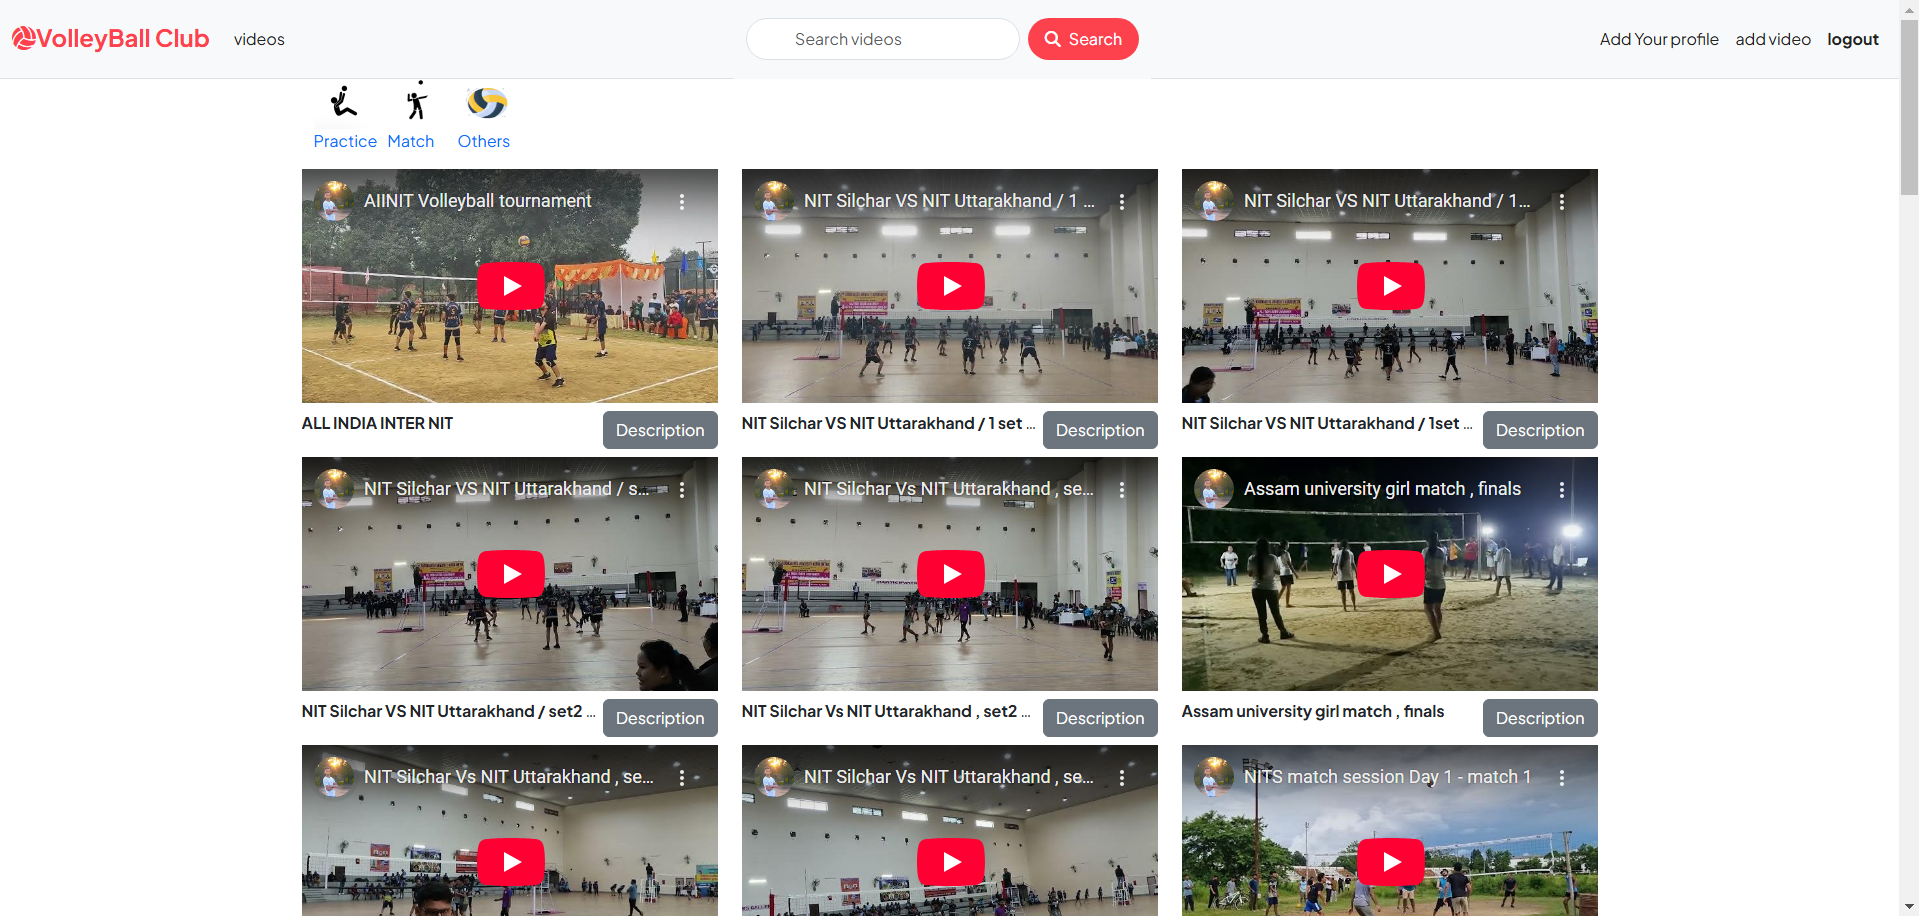 VolleyBall Club
videos
Search videos
Search
Add Your profile
add video
logout
Practice
Match
Others
AIINIT Volleyball tournament
NIT Silchar VS NIT Uttarakhand / 1 ...
NIT Silchar VS NIT Uttarakhand / 1...
ALL INDIA INTER NIT
Description
NIT Silchar VS NIT Uttarakhand / 1 set ...
Description
NIT Silchar VS NIT Uttarakhand / 1set ...
Description
NIT Silchar VS NIT Uttarakhand / s...
NIT Silchar Vs NIT Uttarakhand , se...
Assam university girl match , finals
NIT Silchar VS NIT Uttarakhand / set2 ...
Description
NIT Silchar Vs NIT Uttarakhand , set2 ...
Description
Assam university girl match , finals
Description
NIT Silchar Vs NIT Uttarakhand , se...
NIT Silchar Vs NIT Uttarakhand , se...
NITS match session Day 1 - match 1